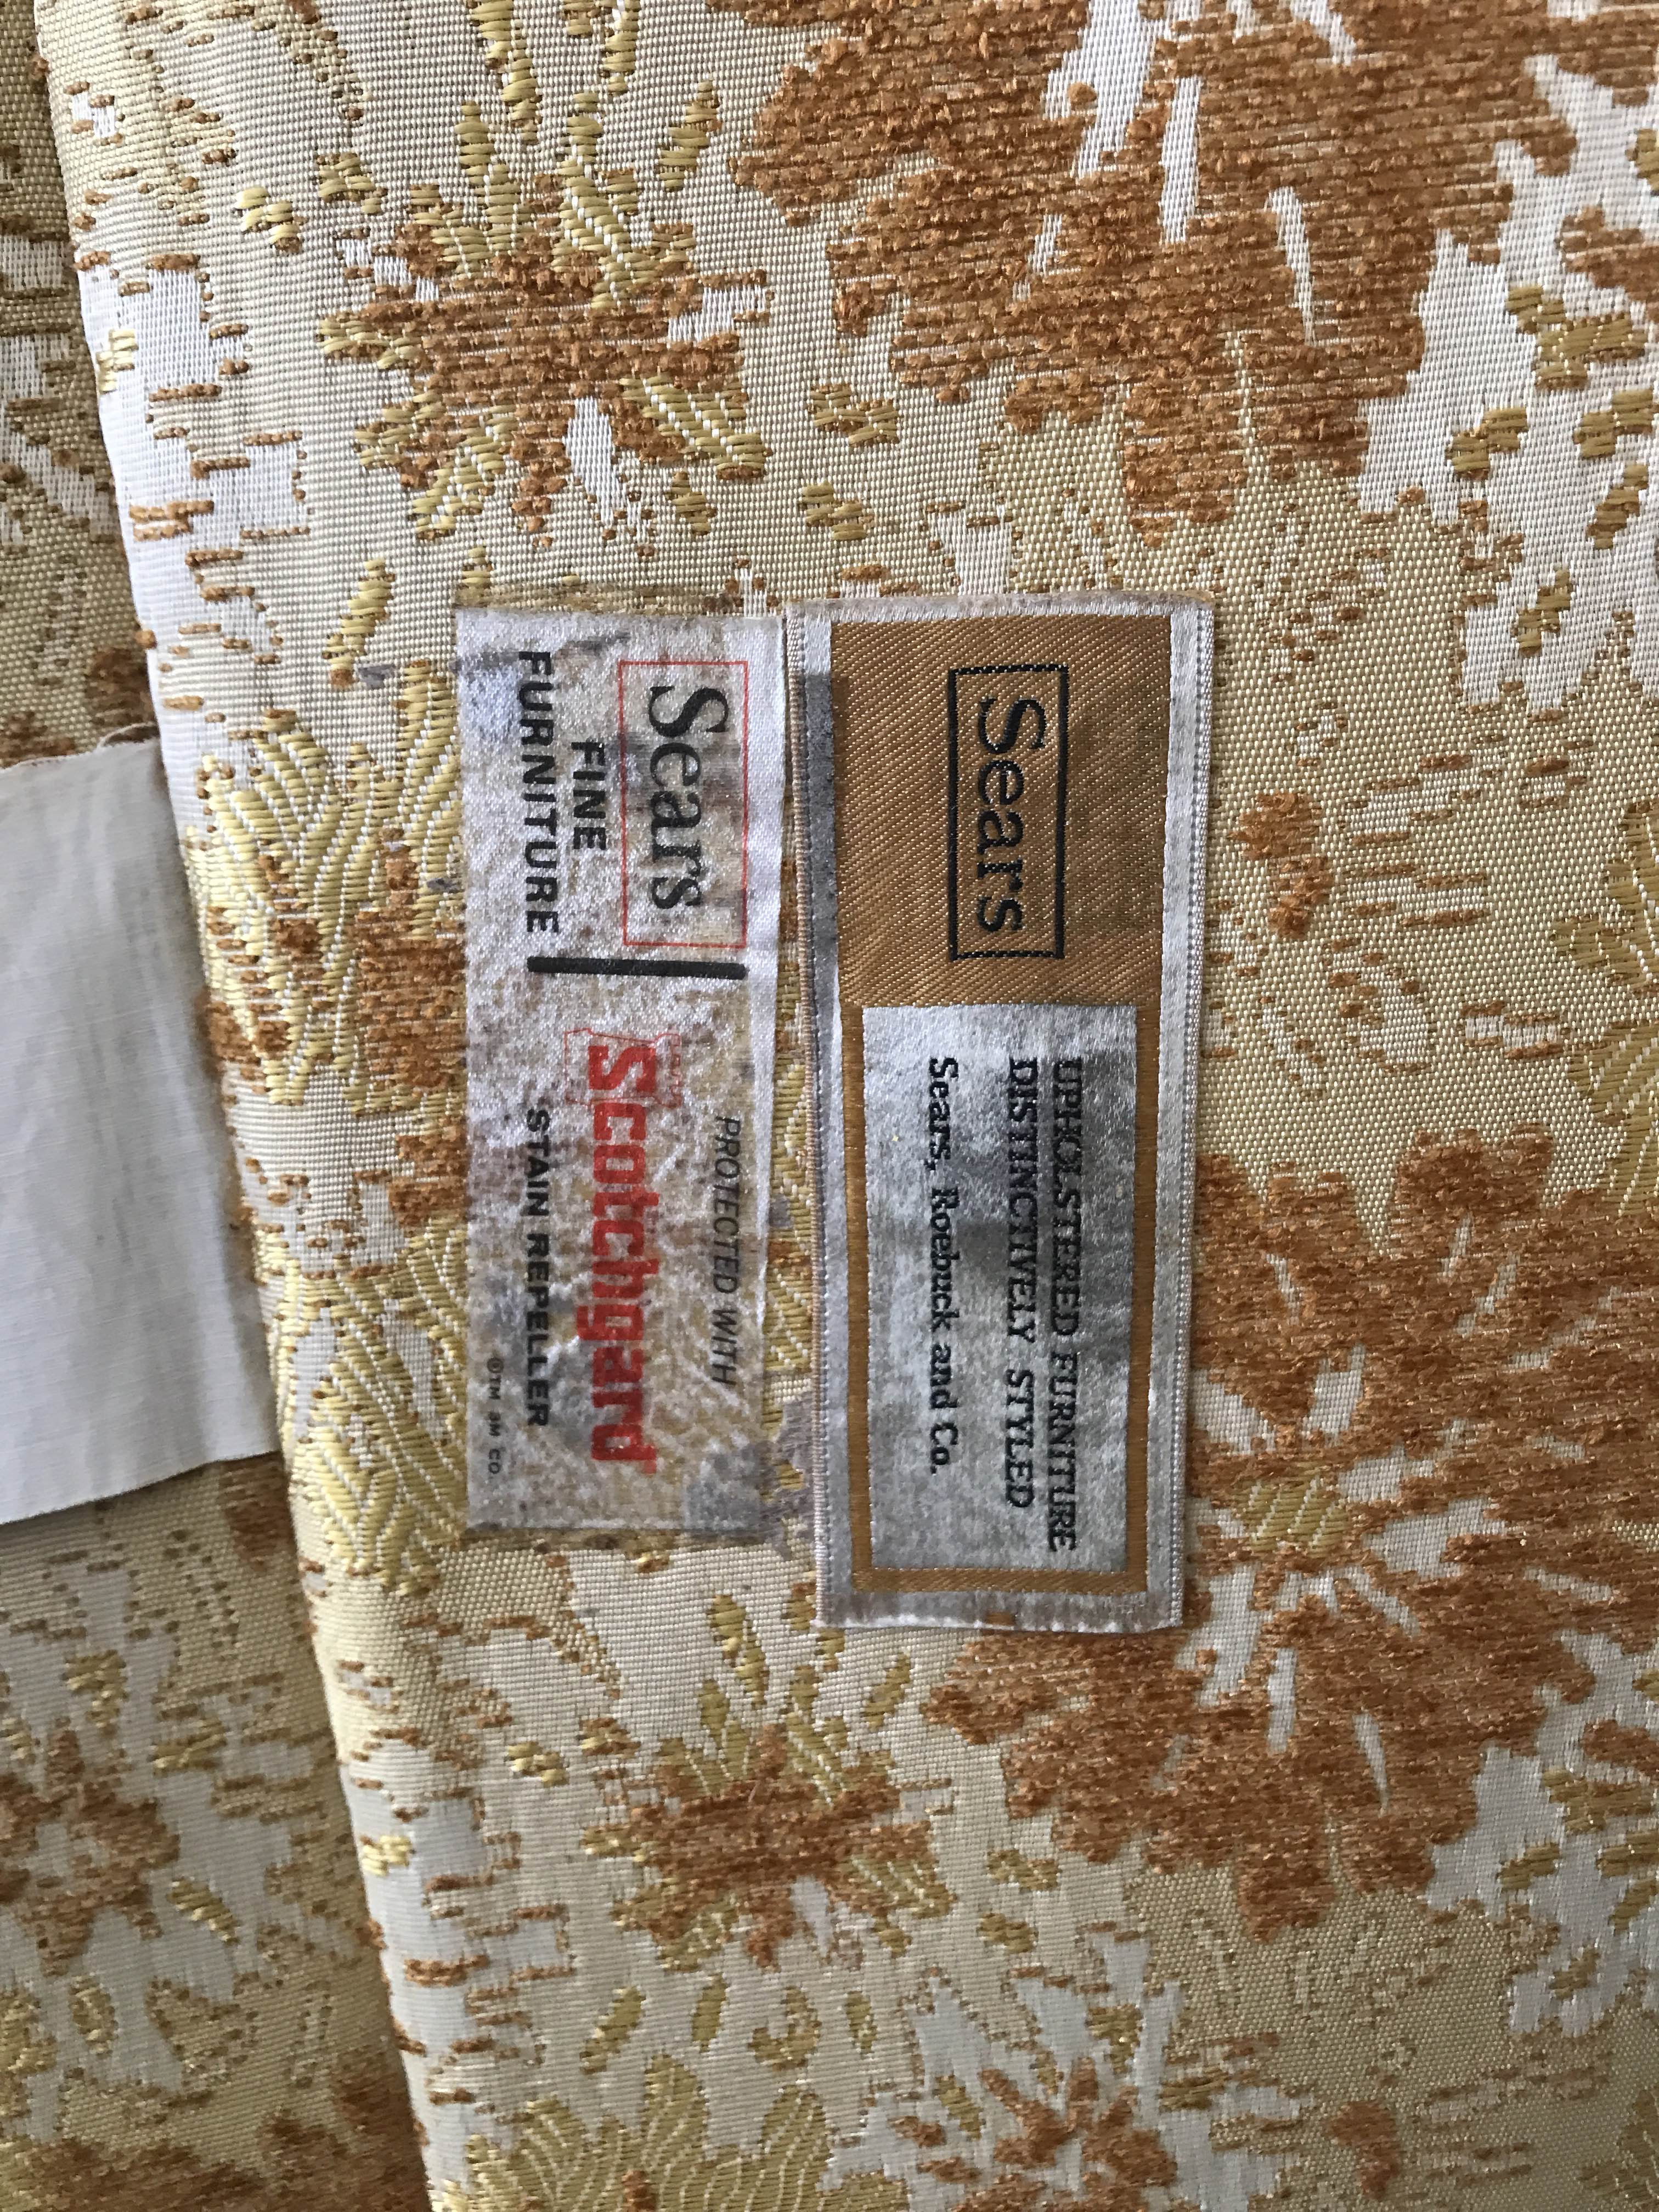 Sears
UPHOLSTERED FURNITURE
DISTINCTIVELY STYLED
Sears, Roebuck and Co.
Sears
FINE
FURNITURE
PROTECTED WITH
Scotchgard
STAIN REPELLER
©TM 3M CO.